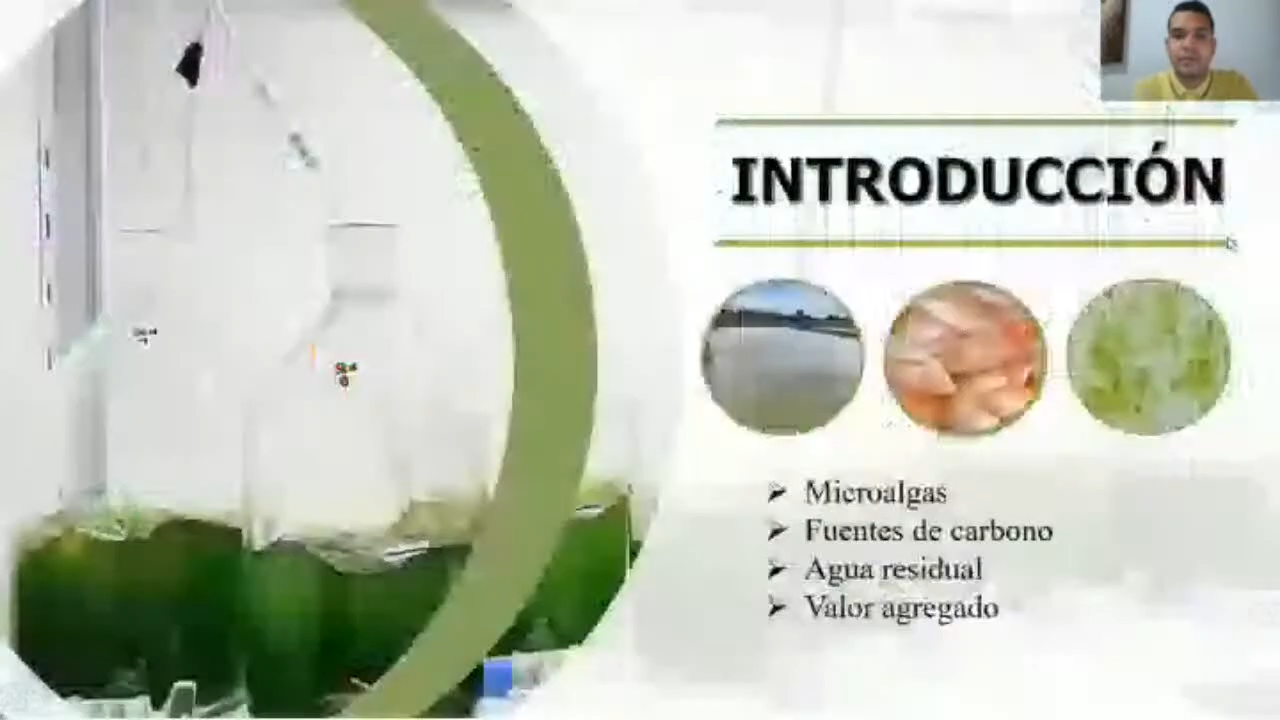 INTRODUCCIÓN
Microalgas
Fuentes de carbono
Agua residual
Valor agregado